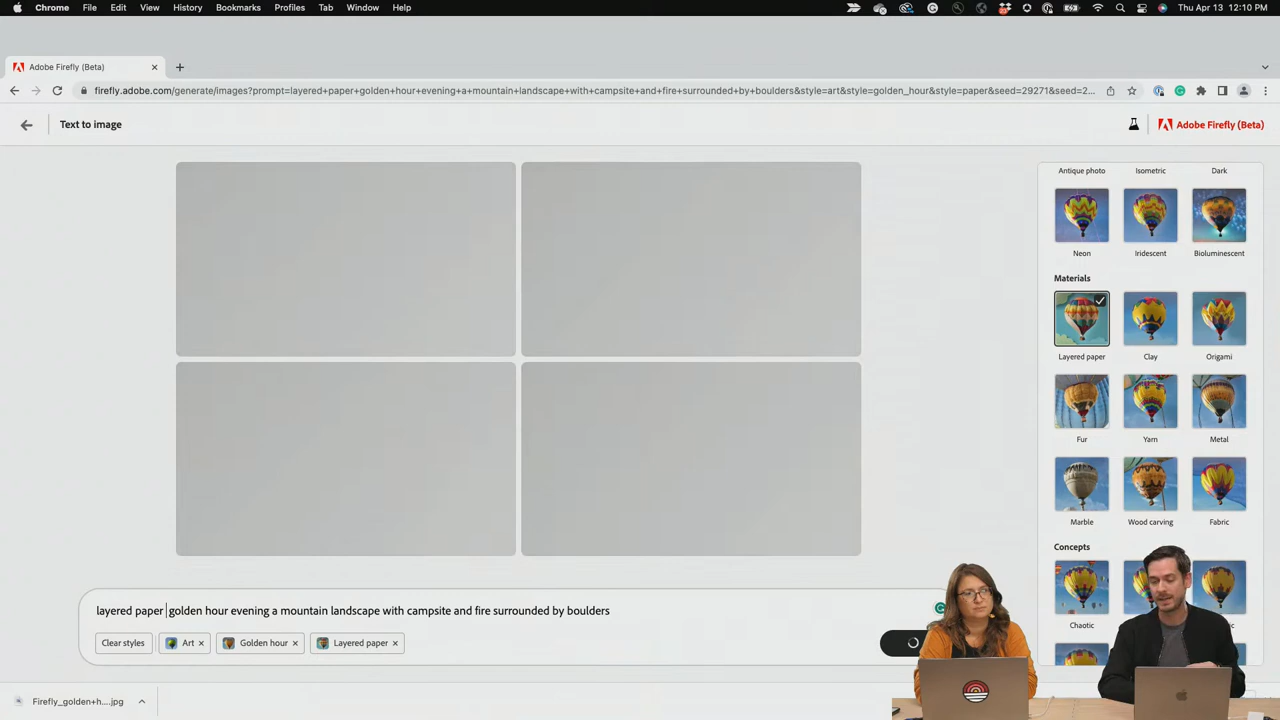 Chrome File Edit View History Bookmarks Profiles Tab Window Help Thu Apr 13 12:10 PM
Adobe Firefly (Beta)
firefly.adobe.com/generate/images?prompt=layered+paper+golden+hour+evening+a+mountain+landscape+with+campsite+and+fire+surrounded+by+boulders&style=art&style=golden_hour&style=paper&seed=29271&seed=2...
Text to image
Adobe Firefly (Beta)
Antique photo Isometric Dark
Neon Iridescent Bioluminescent
Materials
Layered paper Clay Origami
Fur Yarn Metal
Marble Wood carving Fabric
Concepts
Chaotic
layered paper golden hour evening a mountain landscape with campsite and fire surrounded by boulders
Clear styles Art Golden hour Layered paper
Firefly_golden+h....jpg